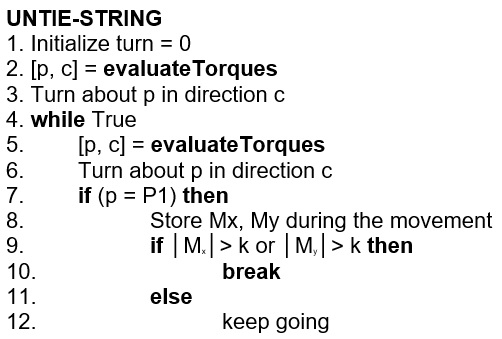 UNTIE-STRING
1. Initialize turn = 0
2. [p, c] = evaluateTorques
3. Turn about p in direction c
4. while True
5. [p, c] = evaluateTorques
6. Turn about p in direction c
7. if (p = P1) then
8. Store Mx, My during the movement
9. if |Mₓ| > k or |Mᵧ| > k then
10. break
11. else
12. keep going